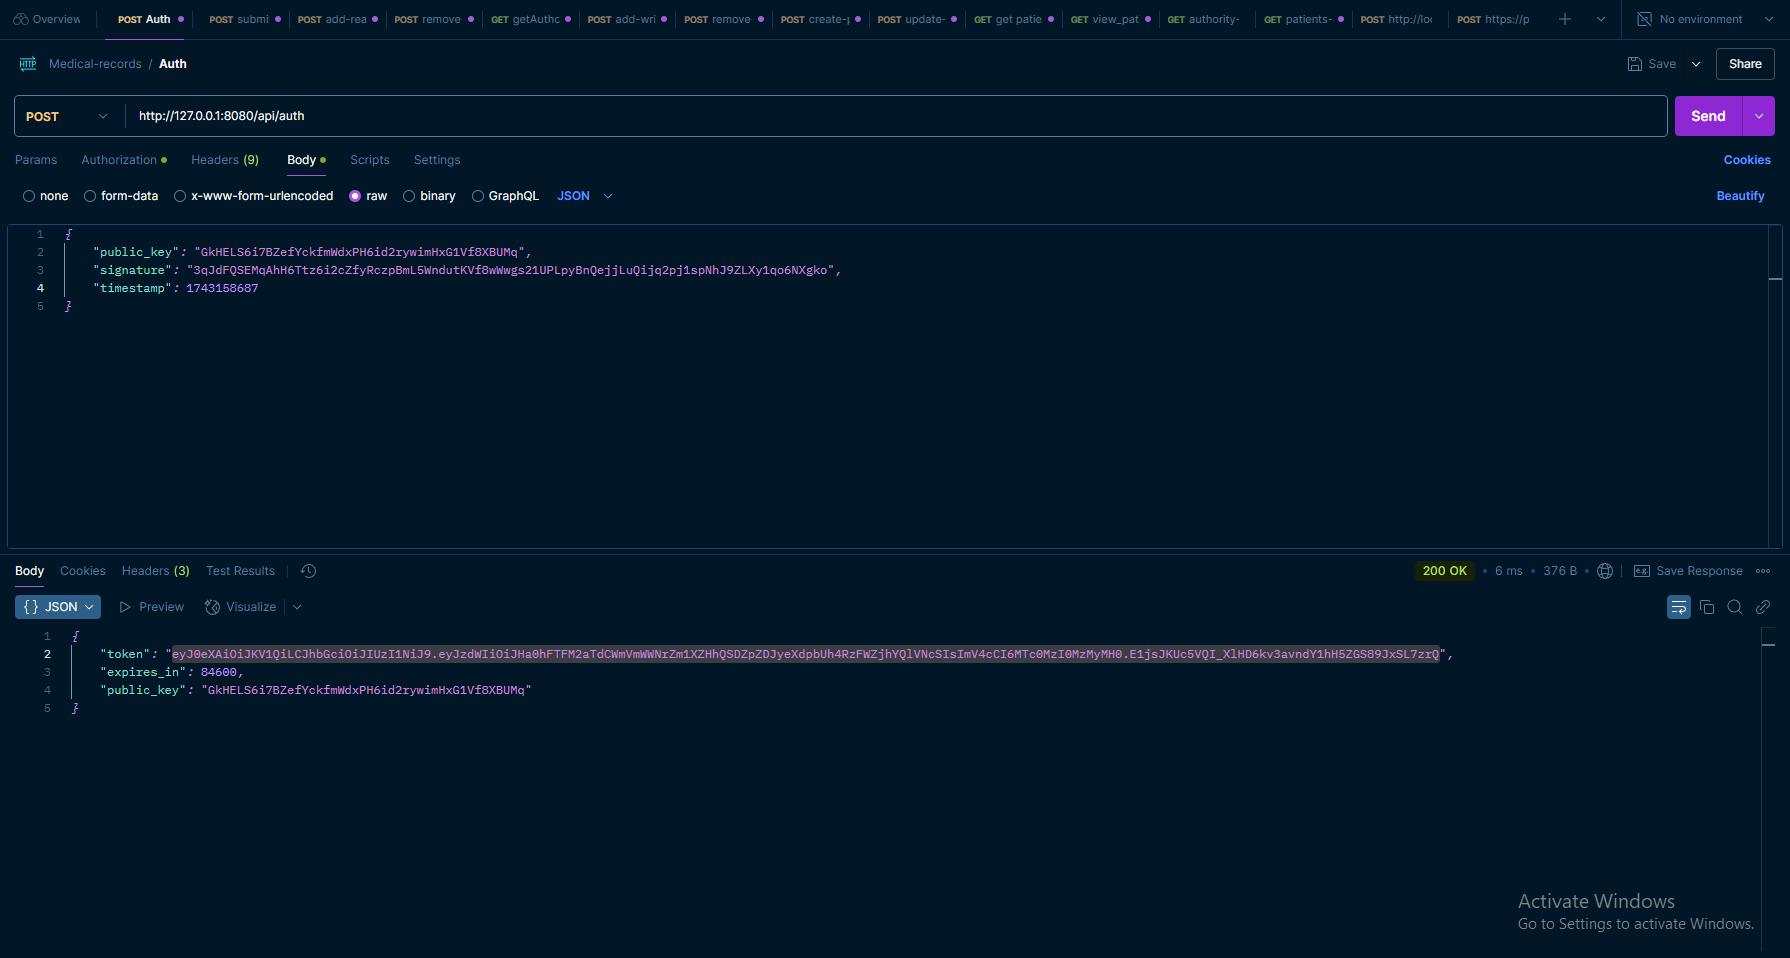 Overview POST Auth POST submi POST add-rea POST remove GET getAuthc POST add-wri POST remove POST create-p POST update- GET get patie GET view_pat GET authority- GET patients- POST http://loc POST https://p No environment
HTTP Medical-records / Auth Save Share
POST http://127.0.0.1:8080/api/auth Send
Params Authorization Headers (9) Body Scripts Settings Cookies
none form-data x-www-form-urlencoded raw binary GraphQL JSON Beautify
1 {
2 "public_key": "GkHELS6i7BZefYckfmWdxPH6id2rywimHxG1Vf8XBUMq",
3 "signature": "3qJdFQSEMqAhH6Ttz6i2cZfyRczpBmL5WndutKVf8wWwgs21UPLpyBnQejjLuQijq2pj1spNhJ9ZLXy1qo6NXgko",
4 "timestamp": 1743158687
5 }
Body Cookies Headers (3) Test Results 200 OK 6 ms 376 B e.g. Save Response
{} JSON Preview Visualize
1 {
2 "token": "eyJ0eXAiOiJKV1QiLCJhbGciOiJIUzI1NiJ9.eyJzdWIiOiJHa0hFTFM2aTdCWmVmWWNrZm1XZHhQSDZpZDJyeXdpbUh4RzFWZjhYQlVNcSIsImV4cCI6MTc0MzI0MzMyMH0.E1jsJKUc5VQI_XlHD6kv3avndY1hH5ZGS89JxSL7zrQ",
3 "expires_in": 84600,
4 "public_key": "GkHELS6i7BZefYckfmWdxPH6id2rywimHxG1Vf8XBUMq"
5 }
Activate Windows
Go to Settings to activate Windows.